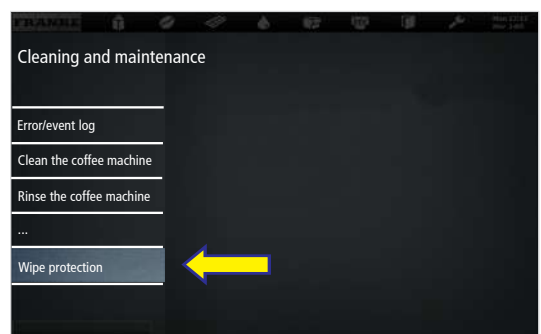 FRANKE
Cleaning and maintenance
Error/event log
Clean the coffee machine
Rinse the coffee machine
...
Wipe protection